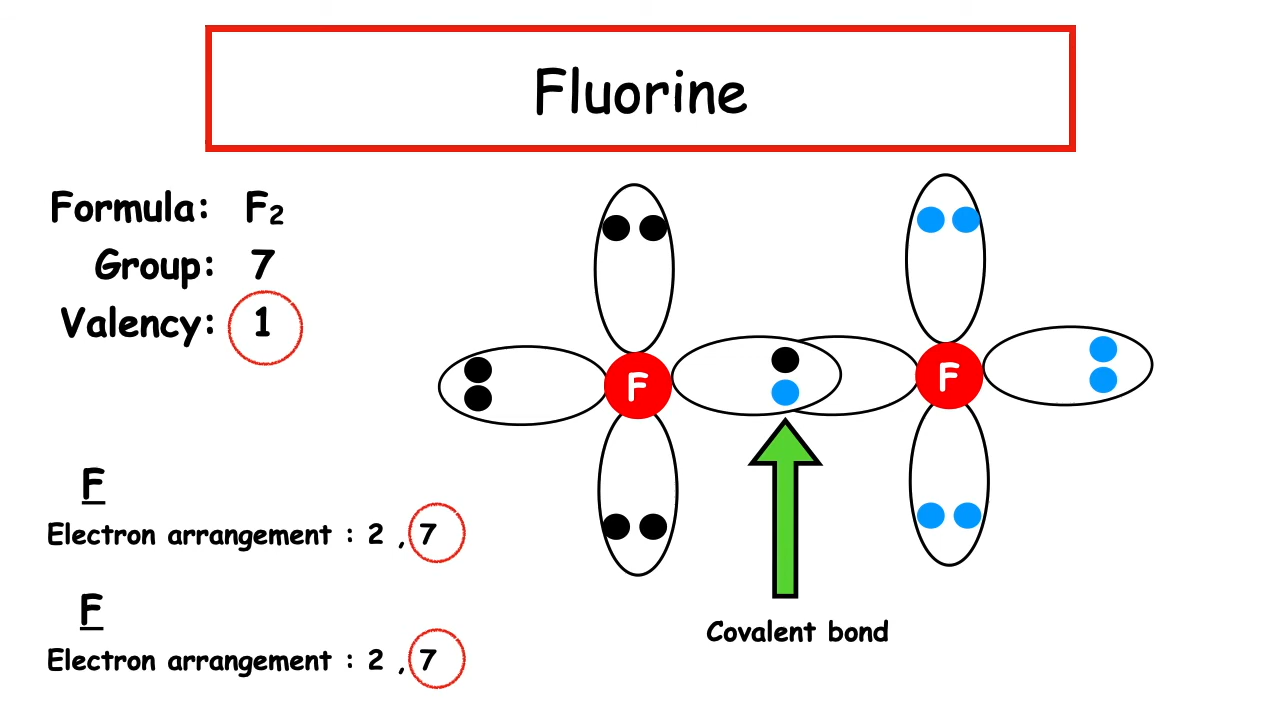 Fluorine
Formula: F₂
Group: 7
Valency: 1
F
Electron arrangement : 2 , 7
F
Electron arrangement : 2 , 7
F
F
Covalent bond